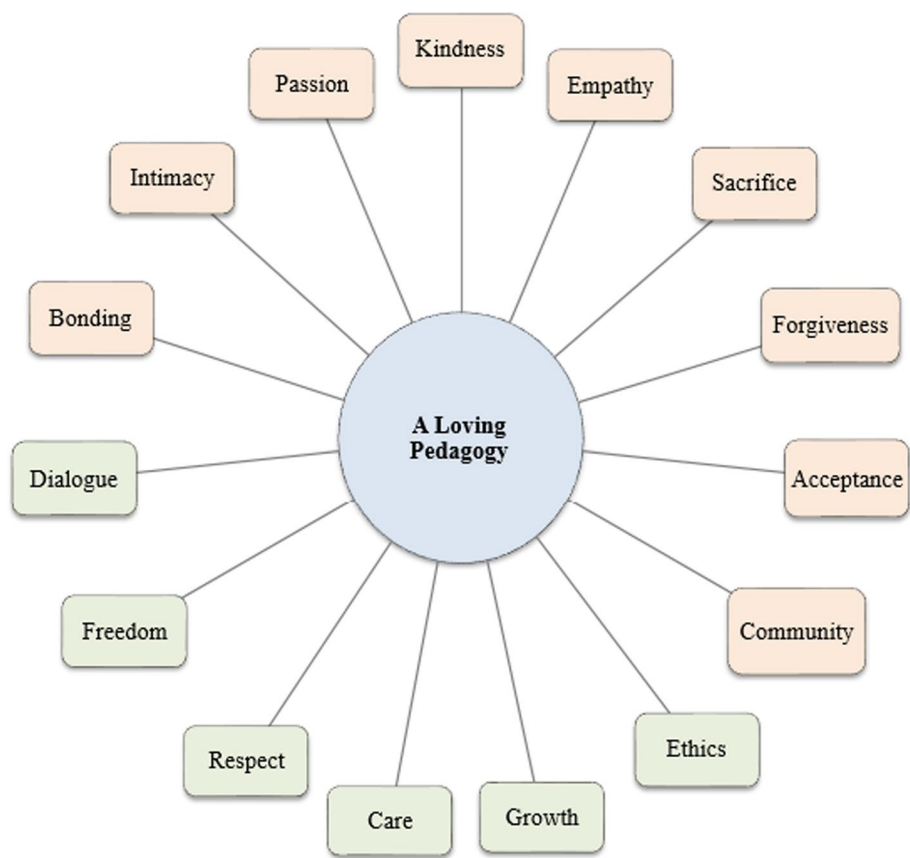 Kindness
Passion
Empathy
Intimacy
Sacrifice
Bonding
Forgiveness
A Loving
Pedagogy
Dialogue
Acceptance
Freedom
Community
Respect
Ethics
Care
Growth